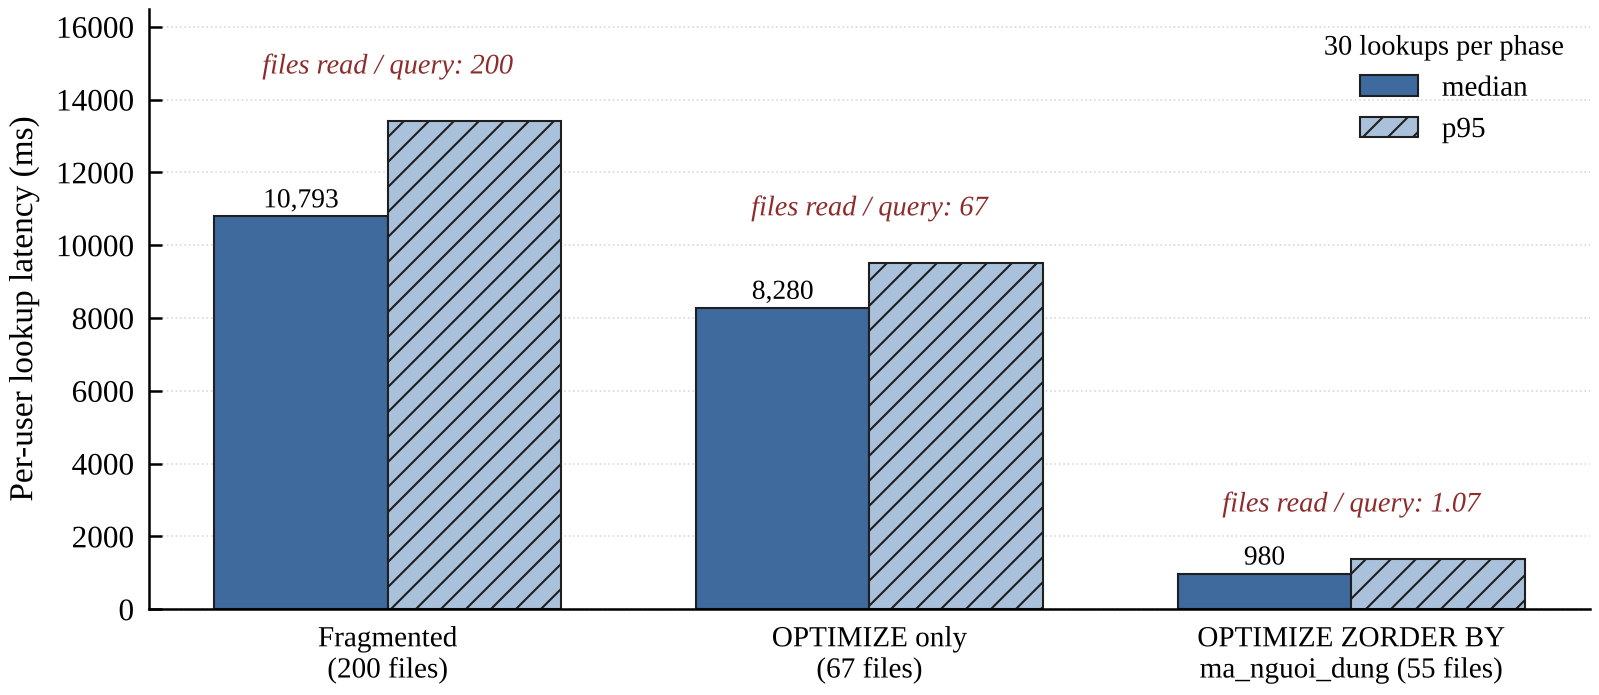 Per-user lookup latency (ms)
16000
14000
12000
10000
8000
6000
4000
2000
0
files read / query: 200
10,793
files read / query: 67
8,280
files read / query: 1.07
980
30 lookups per phase
median
p95
Fragmented
(200 files)
OPTIMIZE only
(67 files)
OPTIMIZE ZORDER BY
ma_nguoi_dung (55 files)